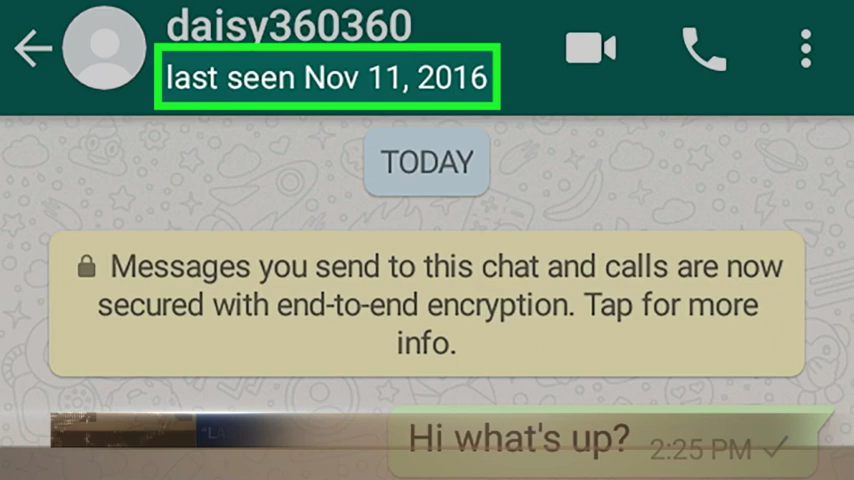 daisy360360
last seen Nov 11, 2016
TODAY
Messages you send to this chat and calls are now
secured with end-to-end encryption. Tap for more
info.
Hi what's up? 2:25 PM